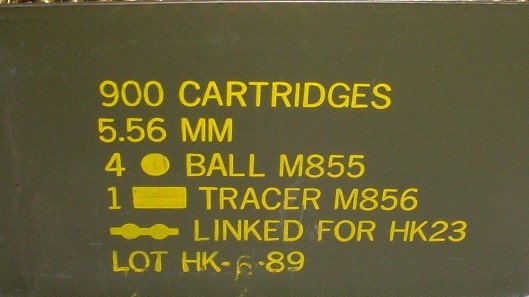 900 CARTRIDGES
5.56 MM
4 BALL M855
1 TRACER M856
LINKED FOR HK23
LOT HK-6-89